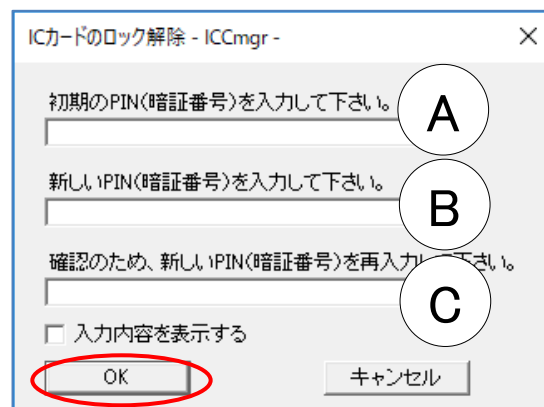 ICカードのロック解除 - ICCmgr -
初期のPIN(暗証番号)を入力して下さい。
A
新しいPIN(暗証番号)を入力して下さい。
B
確認のため、新しいPIN(暗証番号)を再入力して下さい。
C
入力内容を表示する
OK
キャンセル